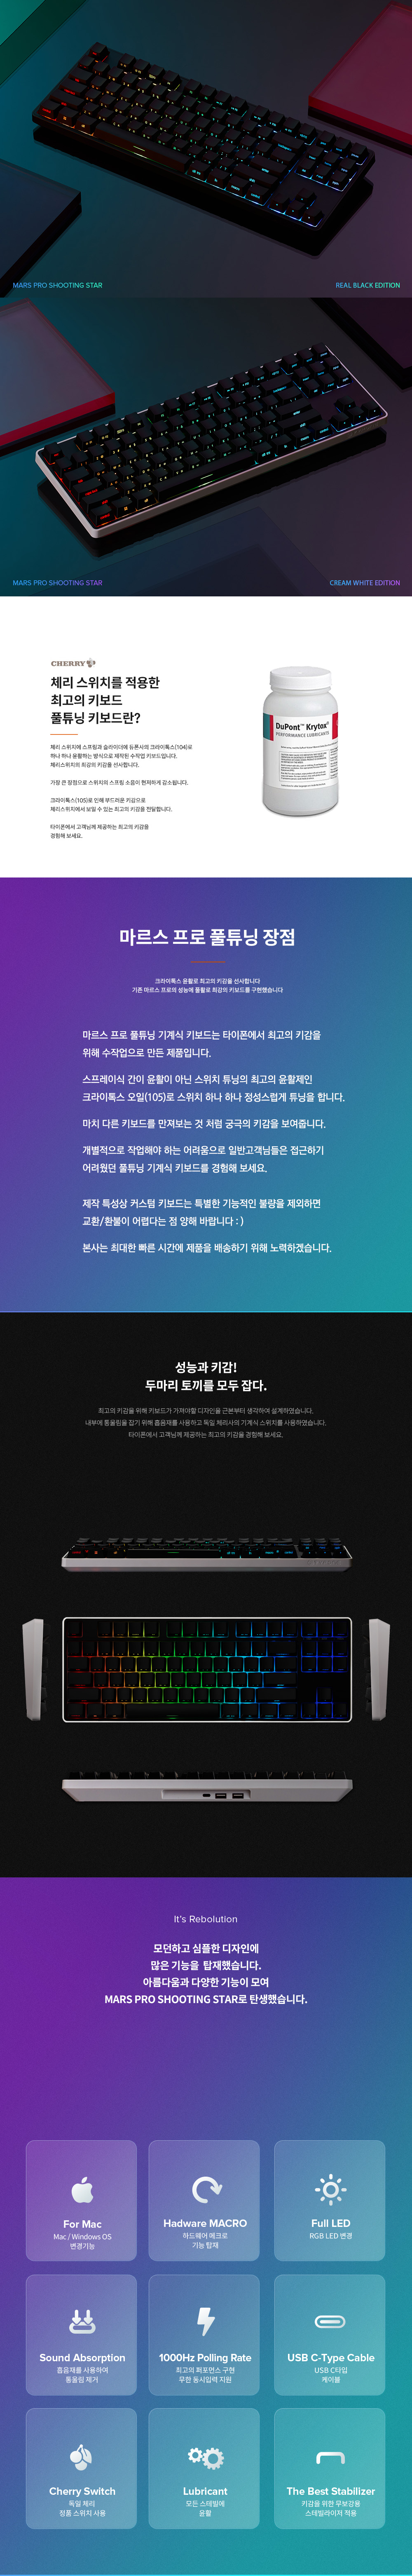 MARS PRO SHOOTING STAR
REAL BLACK EDITION
MARS PRO SHOOTING STAR
CREAM WHITE EDITION
CHERRY
체리 스위치를 적용한
최고의 키보드
풀튜닝 키보드란?
체리 스위치에 스프링과 슬라이더에 듀폰사의 크라이톡스(104)로
하나 하나 윤활하는 방식으로 제작된 수작업 키보드입니다.
체리스위치의 최강의 키감을 선사합니다.
가장 큰 장점으로 스위치의 스프링 소음이 현저하게 감소됩니다.
크라이톡스(105)로 인해 부드러운 키감으로
체리스위치에서 보일 수 있는 최고의 키감을 전달합니다.
타이폰에서 고객님께 제공하는 최고의 키감을
경험해 보세요.
DuPont™ Krytox®
PERFORMANCE LUBRICANTS
마르스 프로 풀튜닝 장점
크라이톡스 윤활로 최고의 키감을 선사합니다
기존 마르스 프로의 성능에 품활로 최강의 키보드를 구현했습니다
마르스 프로 풀튜닝 기계식 키보드는 타이폰에서 최고의 키감을
위해 수작업으로 만든 제품입니다.
스프레이식 간이 윤활이 아닌 스위치 튜닝의 최고의 윤활제인
크라이톡스 오일(105)로 스위치 하나 하나 정성스럽게 튜닝을 합니다.
마치 다른 키보드를 만져보는 것 처럼 궁극의 키감을 보여줍니다.
개별적으로 작업해야 하는 어려움으로 일반고객님들은 접근하기
어려웠던 풀튜닝 기계식 키보드를 경험해 보세요.
제작 특성상 커스텀 키보드는 특별한 기능적인 불량을 제외하면
교환/환불이 어렵다는 점 양해 바랍니다 : )
본사는 최대한 빠른 시간에 제품을 배송하기 위해 노력하겠습니다.
성능과 키감!
두마리 토끼를 모두 잡다.
최고의 키감을 위해 키보드가 가져야할 디자인을 근본부터 생각하여 설계하였습니다.
내부에 통울림을 잡기 위해 흡음재를 사용하고 독일 체리사의 기계식 스위치를 사용하였습니다.
타이폰에서 고객님께 제공하는 최고의 키감을 경험해 보세요.
It's Rebolution
모던하고 심플한 디자인에
많은 기능을 탑재했습니다.
아름다움과 다양한 기능이 모여
MARS PRO SHOOTING STAR로 탄생했습니다.
For Mac
Mac / Windows OS
변경기능
Hadware MACRO
하드웨어 매크로
기능 탑재
Full LED
RGB LED 변경
Sound Absorption
흡음재를 사용하여
통울림 제거
1000Hz Polling Rate
최고의 퍼포먼스 구현
무한 동시입력 지원
USB C-Type Cable
USB C타입
케이블
Cherry Switch
독일 체리
정품 스위치 사용
Lubricant
모든 스테빌에
윤활
The Best Stabilizer
키감을 위한 무보강용
스테빌라이저 적용